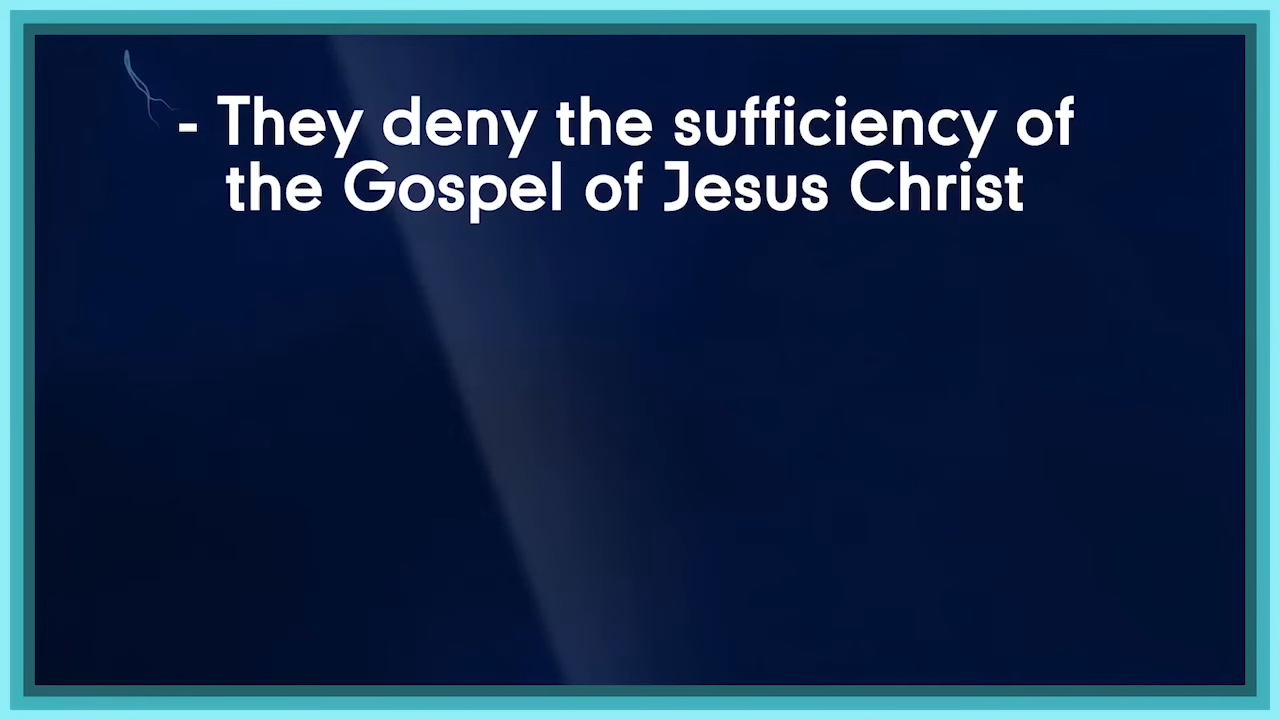 - They deny the sufficiency of
the Gospel of Jesus Christ